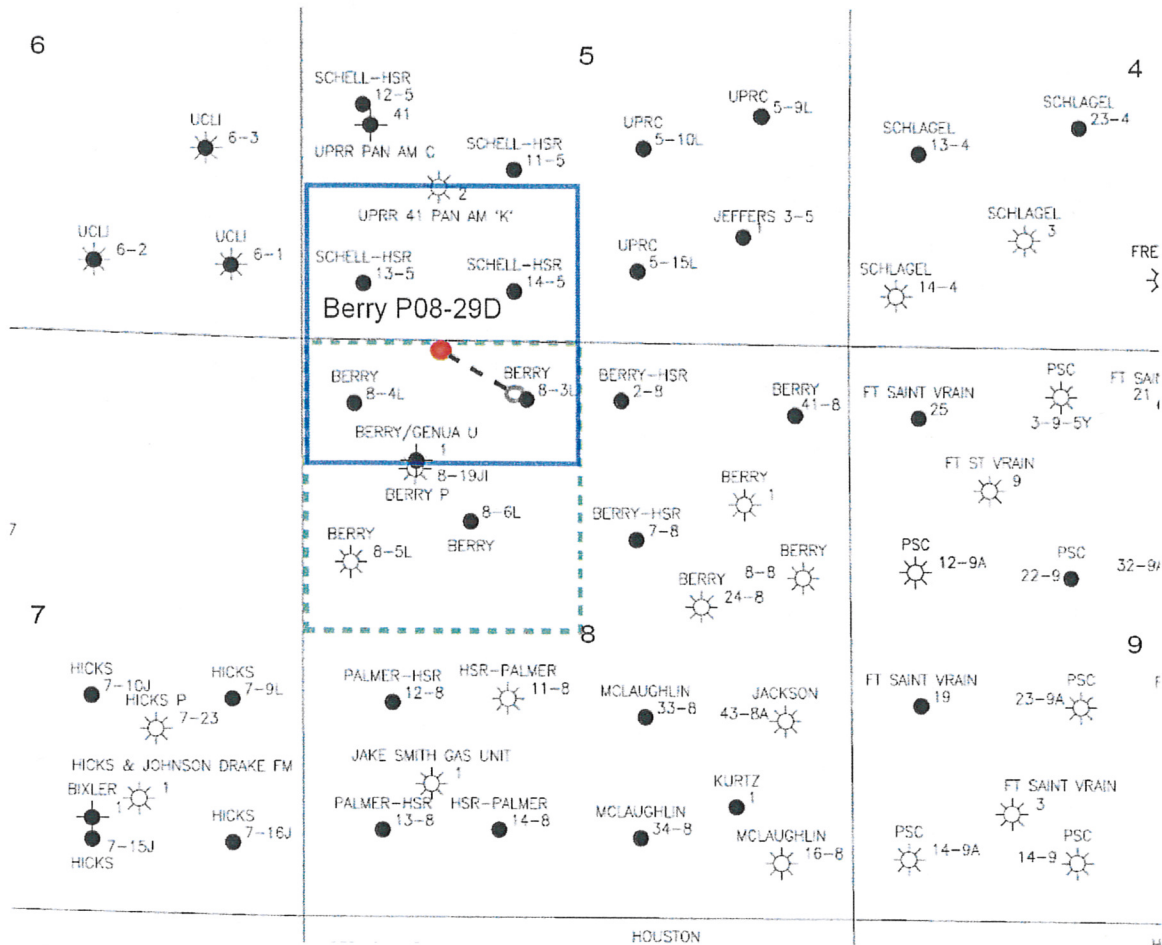 6
5
4
SCHELL-HSR
12-5
41
UPRR PAN AM C
UCLI
6-3
SCHELL-HSR
11-5
UPRC
5-10L
UPRC
5-9L
SCHLAGEL
13-4
SCHLAGEL
23-4
2
UPRR 41 PAN AM 'K'
UCLI
6-2
UCLI
6-1
SCHELL-HSR
13-5
SCHELL-HSR
14-5
UPRC
5-15L
JEFFERS 3-5
1
SCHLAGEL
3
SCHLAGEL
14-4
FRE
Berry P08-29D
BERRY
8-4L
BERRY
8-3L
BERRY-HSR
2-8
BERRY
41-8
FT SAINT VRAIN
25
PSC
3-9-5Y
FT SAIN
21
BERRY/GENUA U
1
8-19JI
BERRY P
8-6L
BERRY
BERRY
8-5L
BERRY-HSR
7-8
BERRY
1
BERRY
8-8
BERRY
24-8
FT ST VRAIN
9
PSC
12-9A
PSC
22-9
32-9A
7
7
8
9
HICKS
7-10J
HICKS P
7-23
HICKS
7-9L
PALMER-HSR
12-8
HSR-PALMER
11-8
MCLAUGHLIN
33-8
JACKSON
43-8A
FT SAINT VRAIN
19
PSC
23-9A
HICKS & JOHNSON DRAKE FM
1
BIXLER
1
7-15J
HICKS
HICKS
7-16J
JAKE SMITH GAS UNIT
1
PALMER-HSR
13-8
HSR-PALMER
14-8
KURTZ
1
MCLAUGHLIN
34-8
MCLAUGHLIN
16-8
FT SAINT VRAIN
3
PSC
14-9A
PSC
14-9
HOUSTON